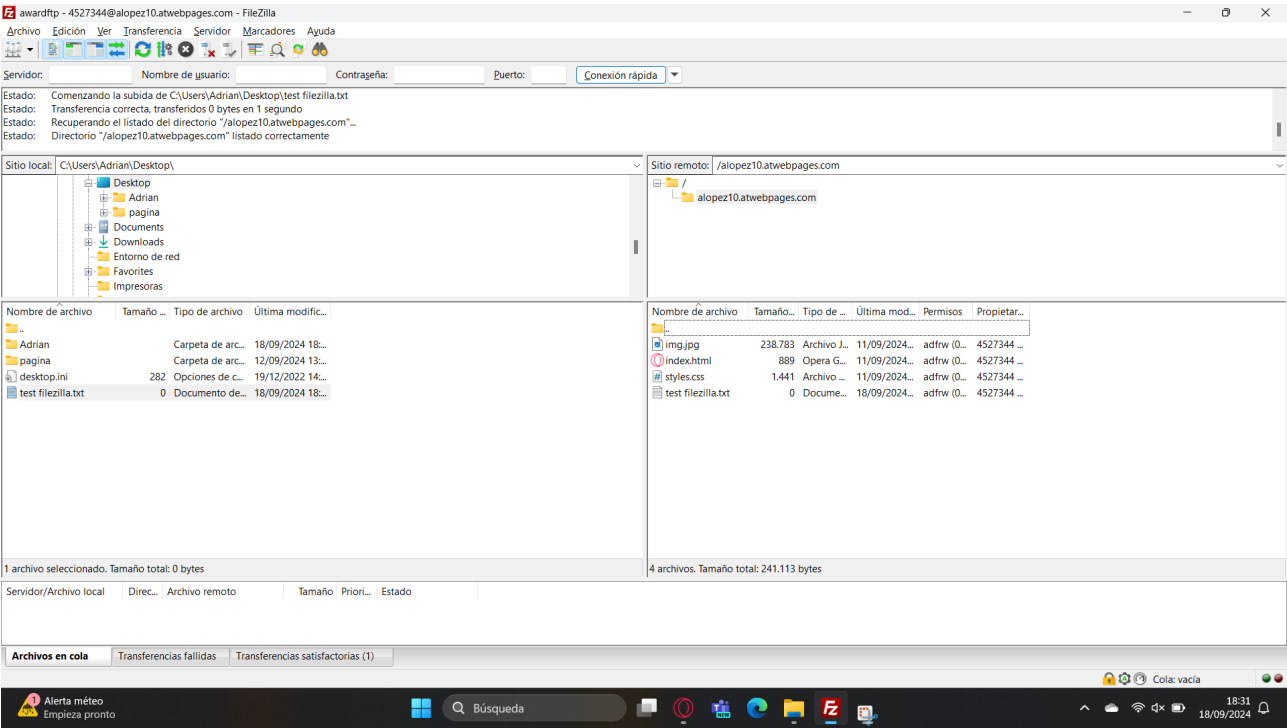 awardftp - 4527344@alopez10.atwebpages.com - FileZilla
Archivo Edición Ver Transferencia Servidor Marcadores Ayuda
Servidor: Nombre de usuario: Contraseña: Puerto: Conexión rápida
Estado: Comenzando la subida de C:\Users\Adrian\Desktop\test filezilla.txt
Estado: Transferencia correcta, transferidos 0 bytes en 1 segundo
Estado: Recuperando el listado del directorio "/alopez10.atwebpages.com"...
Estado: Directorio "/alopez10.atwebpages.com" listado correctamente
Sitio local: C:\Users\Adrian\Desktop\
Desktop
Adrian
pagina
Documents
Downloads
Entorno de red
Favorites
Impresoras
Sitio remoto: /alopez10.atwebpages.com
/
alopez10.atwebpages.com
Nombre de archivo Tamaño ... Tipo de archivo Última modific...
..
Adrian Carpeta de arc... 18/09/2024 18:...
pagina Carpeta de arc... 12/09/2024 13:...
desktop.ini 282 Opciones de c... 19/12/2022 14:...
test filezilla.txt 0 Documento de... 18/09/2024 18:...
1 archivo seleccionado. Tamaño total: 0 bytes
Nombre de archivo Tamaño... Tipo de ... Última mod... Permisos Propietar...
..
img.jpg 238.783 Archivo J... 11/09/2024... adfrw (0... 4527344 ...
index.html 889 Opera G... 11/09/2024... adfrw (0... 4527344 ...
styles.css 1.441 Archivo ... 11/09/2024... adfrw (0... 4527344 ...
test filezilla.txt 0 Docume... 18/09/2024... adfrw (0... 4527344 ...
4 archivos. Tamaño total: 241.113 bytes
Servidor/Archivo local Direc... Archivo remoto Tamaño Priori... Estado
Archivos en cola Transferencias fallidas Transferencias satisfactorias (1)
Cola: vacía
1 Alerta méteo
Empieza pronto
Búsqueda
NEW
18:31
18/09/2024